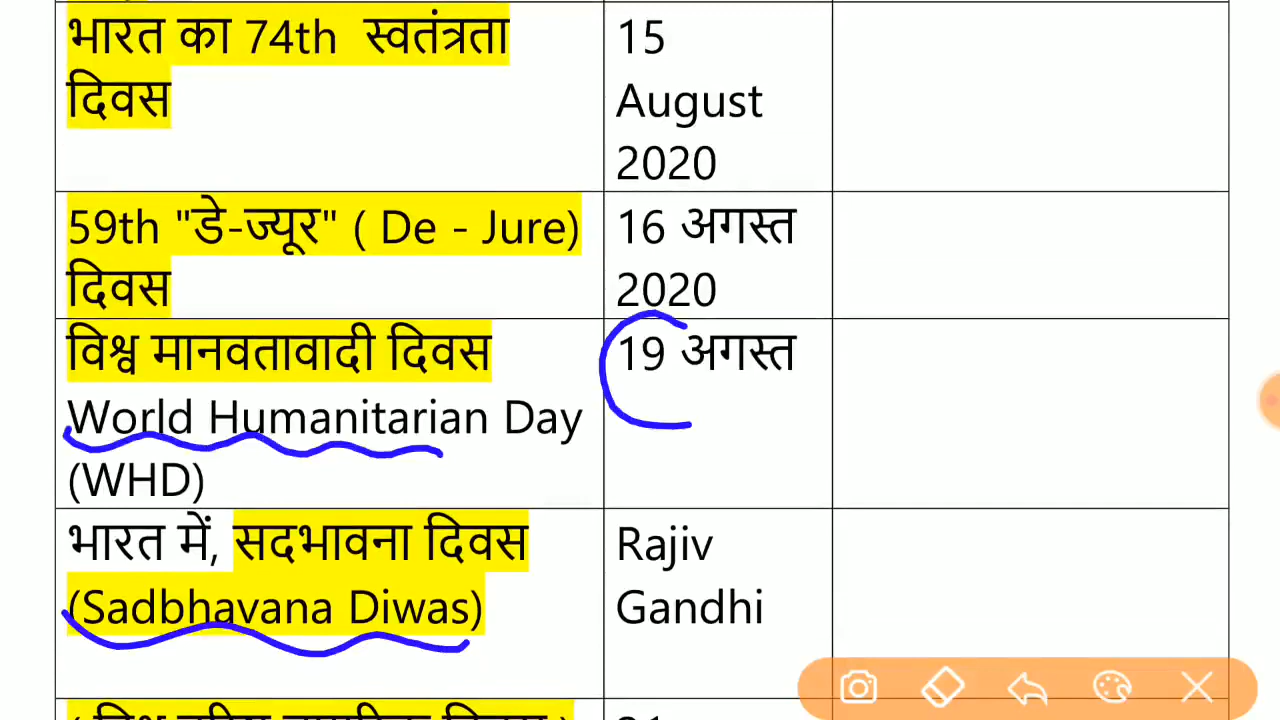 भारत का 74th स्वतंत्रता
दिवस
15
August
2020
59th "डे-ज्यूर" ( De - Jure)
दिवस
16 अगस्त
2020
विश्व मानवतावादी दिवस
World Humanitarian Day
(WHD)
19 अगस्त
भारत में, सदभावना दिवस
(Sadbhavana Diwas)
Rajiv
Gandhi